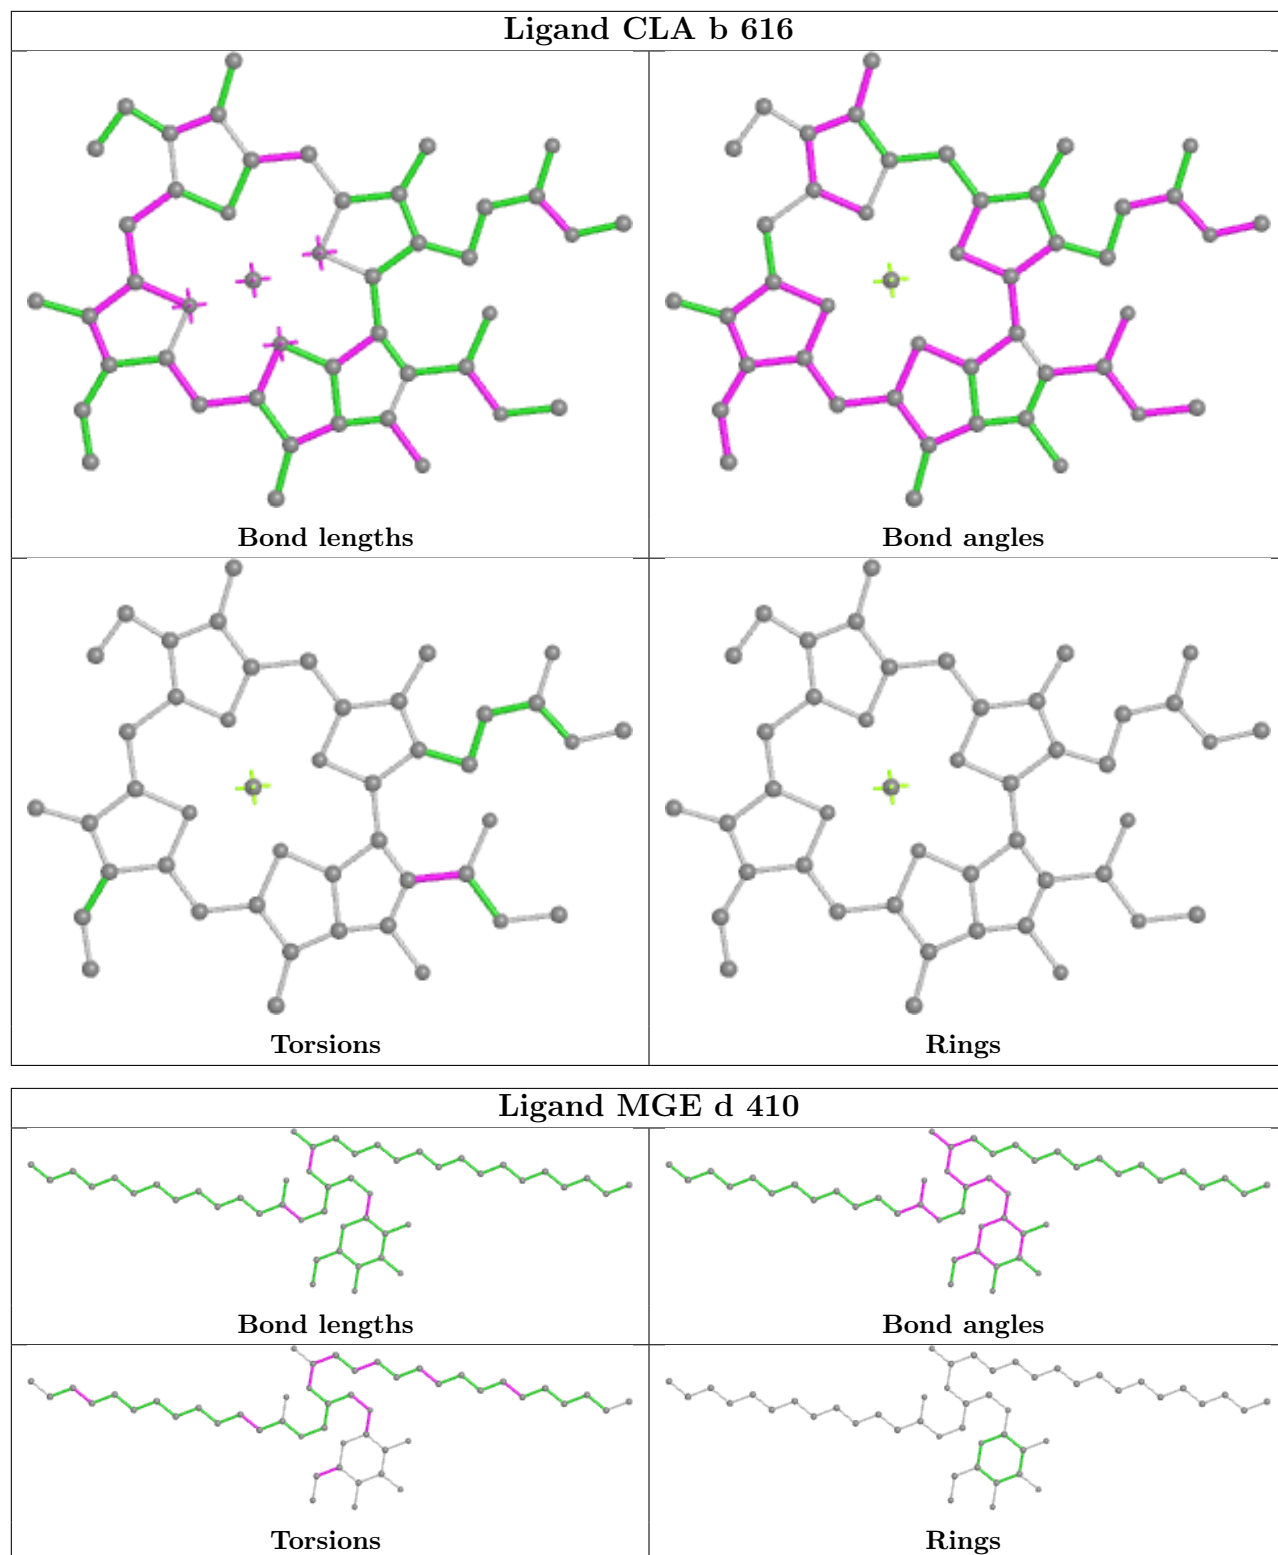 Ligand CLA b 616
Bond lengths
Bond angles
Torsions
Rings
Ligand MGE d 410
Bond lengths
Bond angles
Torsions
Rings